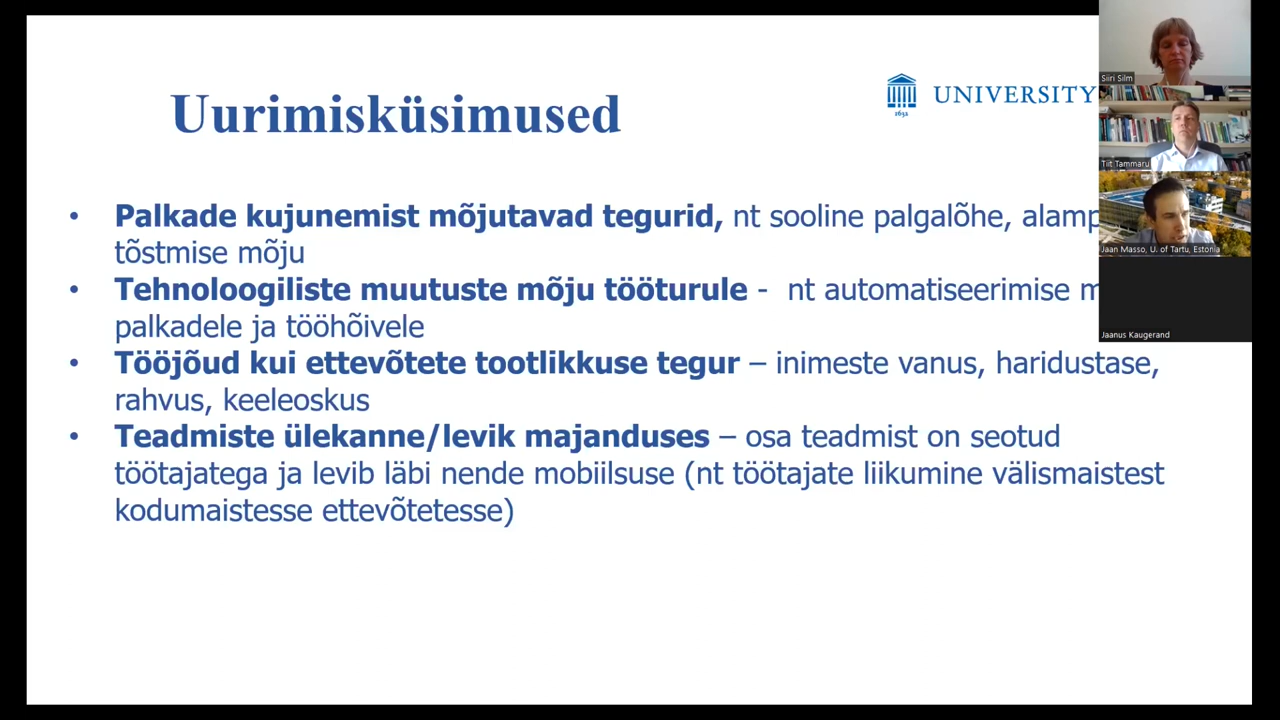 Uurimisküsimused
UNIVERSITY
1632
• Palkade kujunemist mõjutavad tegurid, nt sooline palgalõhe,
tõstmise mõju
• Tehnoloogiliste muutuste mõju tööturule - nt automatiseerimise
palkadele ja tööhõivele
• Tööjõud kui ettevõtete tootlikkuse tegur – inimeste vanus, haridustase,
rahvus, keeleoskus
• Teadmiste ülekanne/levik majanduses – osa teadmist on seotud
töötajatega ja levib läbi nende mobiilsuse (nt töötajate liikumine välismaistest
kodumaistesse ettevõtetesse)
Siiri Silm
Tiit Tammaru
Jaan Masso, U. of Tartu, Estonia
Jaanus Kaugerand